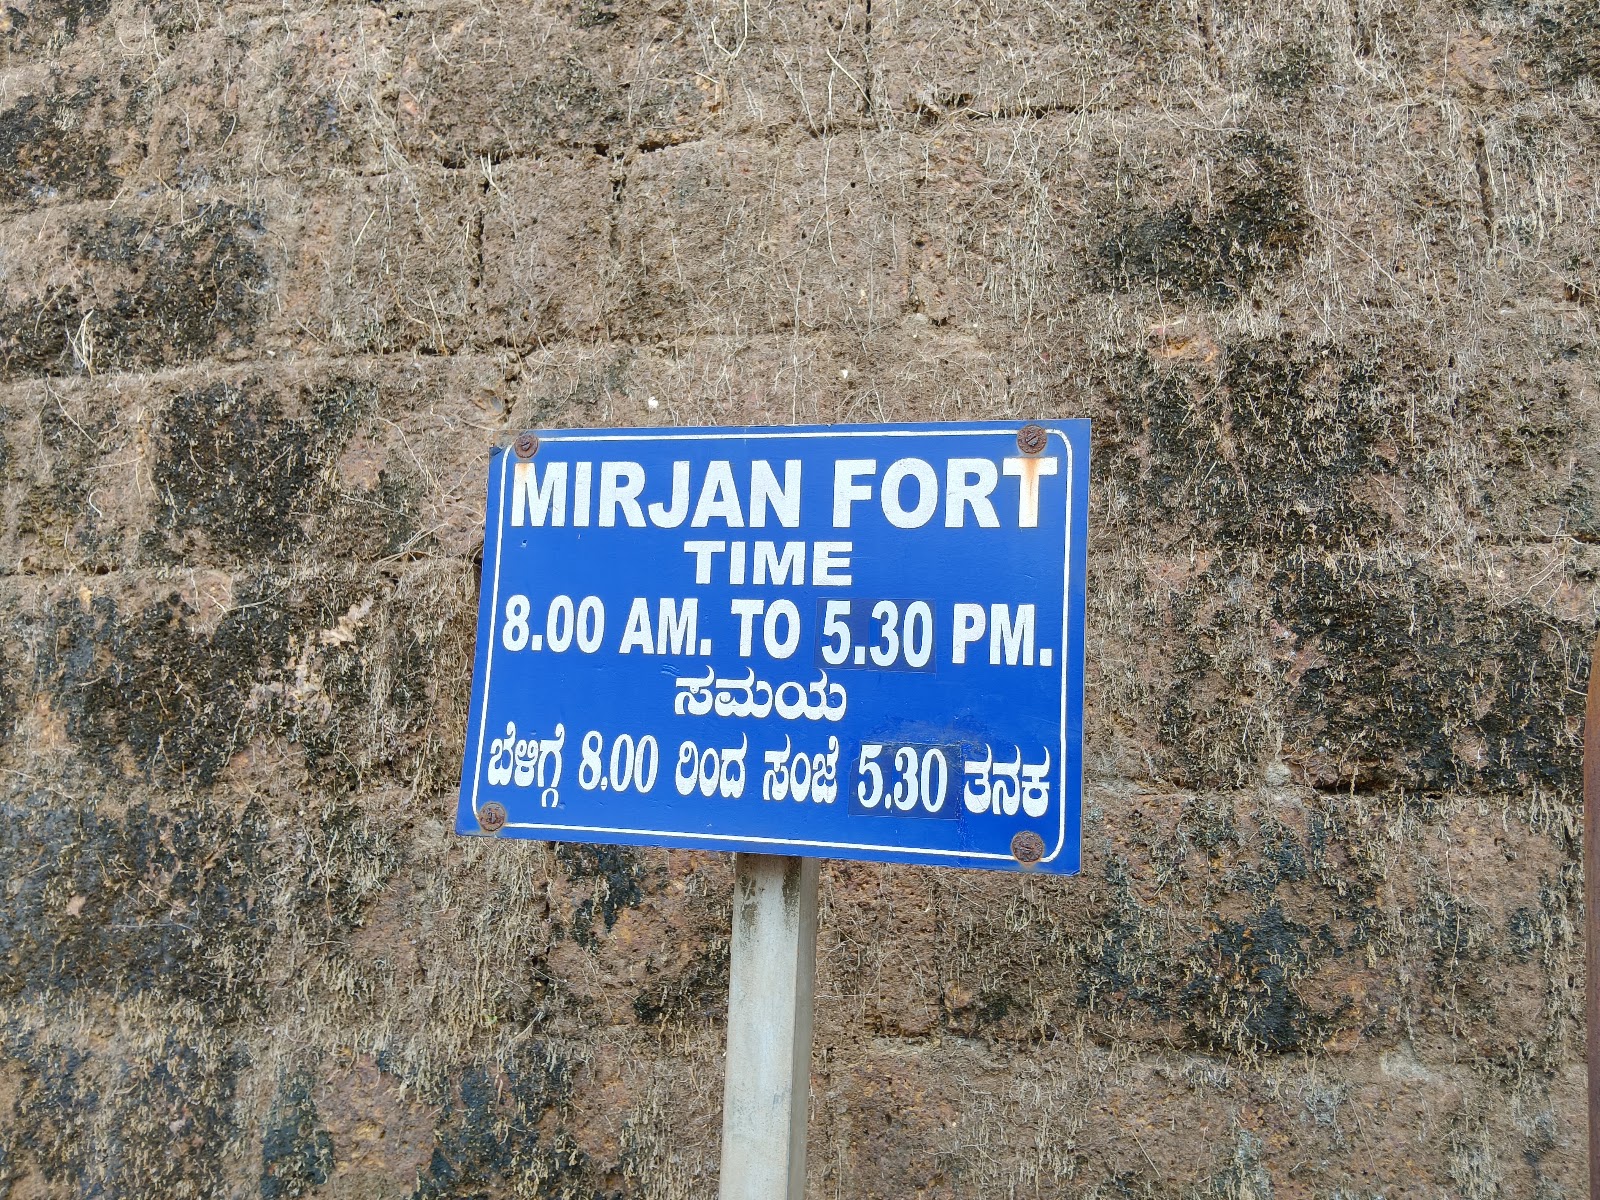 MIRJAN FORT
TIME
8.00 AM. TO 5.30 PM.
ಸಮಯ
ಬೆಳಿಗ್ಗೆ 8.00 ರಿಂದ ಸಂಜೆ 5.30 ತನಕ